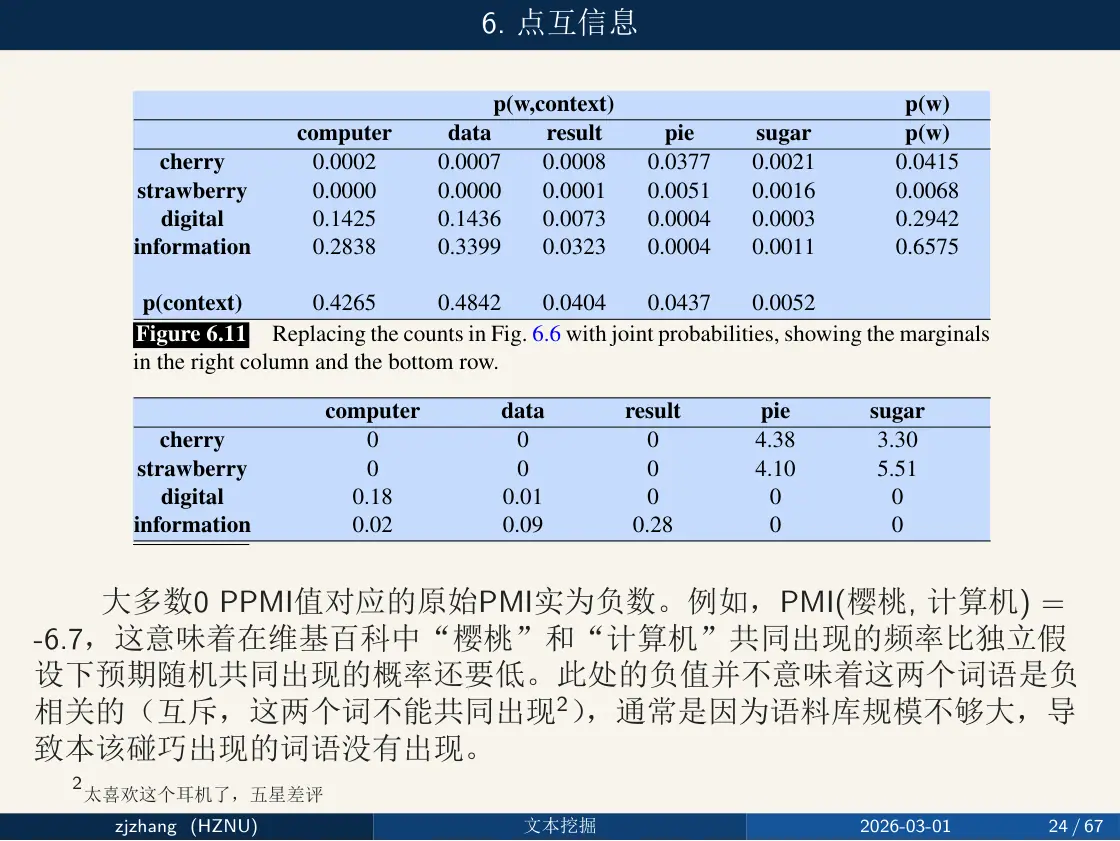 6. 点互信息
p(w,context) p(w)
computer data result pie sugar p(w)
cherry 0.0002 0.0007 0.0008 0.0377 0.0021 0.0415
strawberry 0.0000 0.0000 0.0001 0.0051 0.0016 0.0068
digital 0.1425 0.1436 0.0073 0.0004 0.0003 0.2942
information 0.2838 0.3399 0.0323 0.0004 0.0011 0.6575
p(context) 0.4265 0.4842 0.0404 0.0437 0.0052
Figure 6.11 Replacing the counts in Fig. 6.6 with joint probabilities, showing the marginals
in the right column and the bottom row.
computer data result pie sugar
cherry 0 0 0 4.38 3.30
strawberry 0 0 0 4.10 5.51
digital 0.18 0.01 0 0 0
information 0.02 0.09 0.28 0 0
大多数0 PPMI值对应的原始PMI实为负数。例如，PMI(樱桃, 计算机) =
-6.7，这意味着在维基百科中“樱桃”和“计算机”共同出现的频率比独立假
设下预期随机共同出现的概率还要低。此处的负值并不意味着这两个词语是负
相关的（互斥，这两个词不能共同出现2），通常是因为语料库规模不够大，导
致本该碰巧出现的词语没有出现。
2太喜欢这个耳机了，五星差评
zjzhang (HZNU) 文本挖掘 2026-03-01 24 / 67